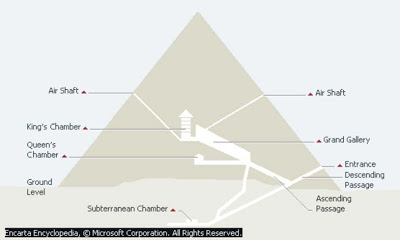 Air Shaft
Air Shaft
King's Chamber
Queen's
Chamber
Grand Gallery
Entrance
Descending
Passage
Ground
Level
Ascending
Passage
Subterranean Chamber
Encarta Encyclopedia, © Microsoft Corporation. All Rights Reserved.